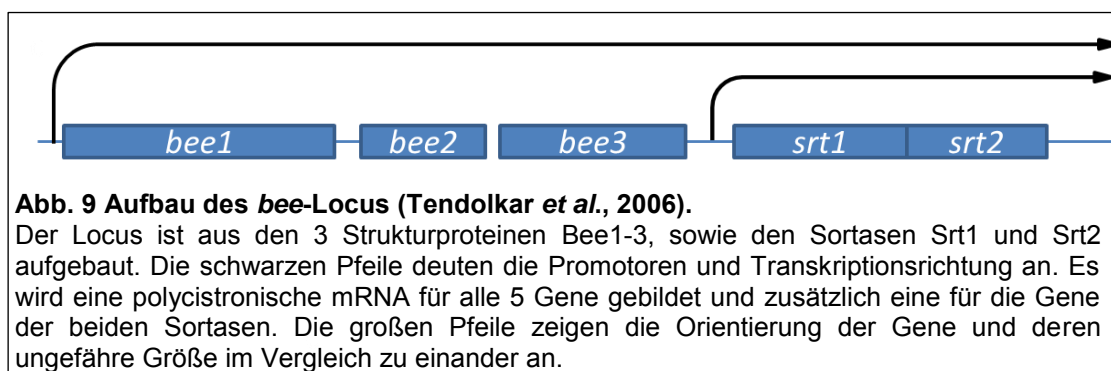 bee1 bee2 bee3 srt1 srt2
Abb. 9 Aufbau des bee-Locus (Tendolkar et al., 2006).
Der Locus ist aus den 3 Strukturproteinen Bee1-3, sowie den Sortasen Srt1 und Srt2
aufgebaut. Die schwarzen Pfeile deuten die Promotoren und Transkriptionsrichtung an. Es
wird eine polycistronische mRNA für alle 5 Gene gebildet und zusätzlich eine für die Gene
der beiden Sortasen. Die großen Pfeile zeigen die Orientierung der Gene und deren
ungefähre Größe im Vergleich zu einander an.